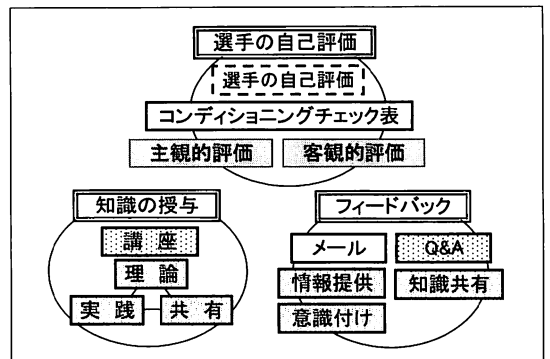 選手の自己評価
選手の自己評価
コンディショニングチェック表
主観的評価 客観的評価
知識の授与
講 座
理 論
実 践 共 有
フィードバック
メール Q&A
情報提供 知識共有
意識付け